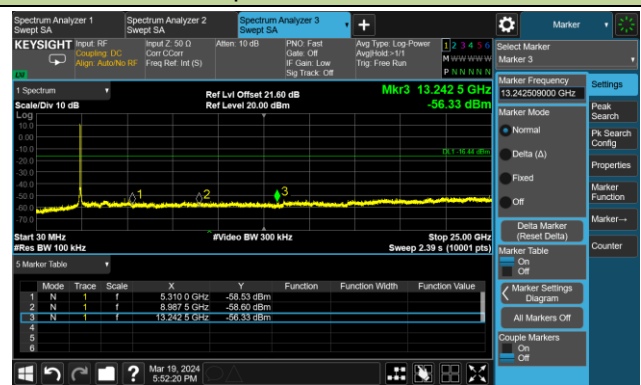 Spectrum Analyzer 1
Swept SA
Spectrum Analyzer 2
Swept SA
Spectrum Analyzer 3
Swept SA
Marker
KEYSIGHT
Input: RF
Coupling: DC
Align: Auto/No RF
Input Z: 50 Ω
Corr CCorr
Freq Ref: Int (S)
Atten: 10 dB
PNO: Fast
Gate: Off
IF Gain: Low
Sig Track: Off
Avg Type: Log-Power
Avg|Hold:>1/1
Trig: Free Run
1 2 3 4 5 6
M W W W W W
P N N N N N
LW
Select Marker
Marker 3
1 Spectrum
Scale/Div 10 dB
Log
Ref Lvl Offset 21.60 dB
Ref Level 20.00 dBm
Mkr3 13.242 5 GHz
-56.33 dBm
10.0
0.00
-10.0
-20.0
-30.0
-40.0
-50.0
-60.0
-70.0
DL1 -16.44 dBm
1
2
3
Start 30 MHz
#Res BW 100 kHz
#Video BW 300 kHz
Stop 25.00 GHz
Sweep 2.39 s (10001 pts)
5 Marker Table
Mode Trace Scale X Y Function Function Width Function Value
1 N 1 f 5.310 0 GHz -58.53 dBm
2 N 1 f 8.987 5 GHz -58.60 dBm
3 N 1 f 13.242 5 GHz -56.33 dBm
4
5
6
Marker Frequency
13.242509000 GHz
Marker Mode
Normal
Delta (Δ)
Fixed
Off
Delta Marker
(Reset Delta)
Marker Table
On
Off
Marker Settings
Diagram
All Markers Off
Couple Markers
On
Off
Settings
Peak
Search
Pk Search
Config
Properties
Marker
Function
Marker→
Counter
?
Mar 19, 2024
5:52:20 PM